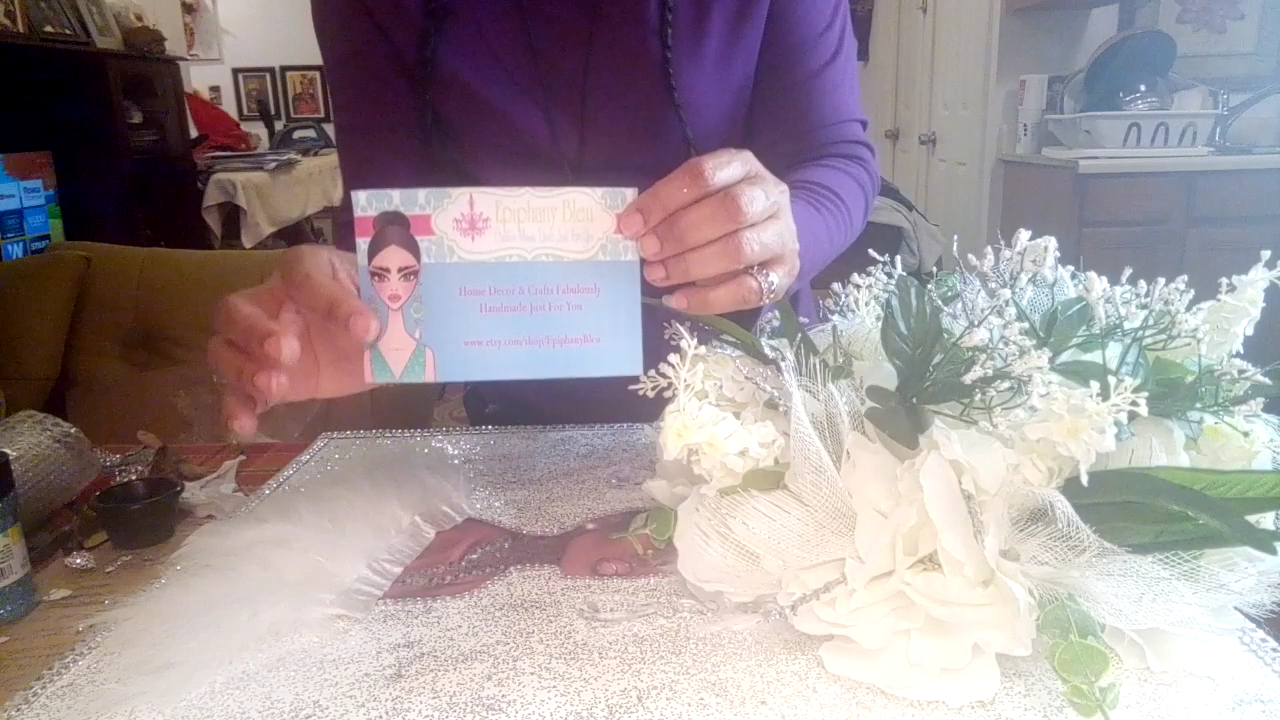 Epiphany Bleu
Home Decor & Crafts Fabulously
Handmade Just For You
www.etsy.com/shop/EpiphanyBleu